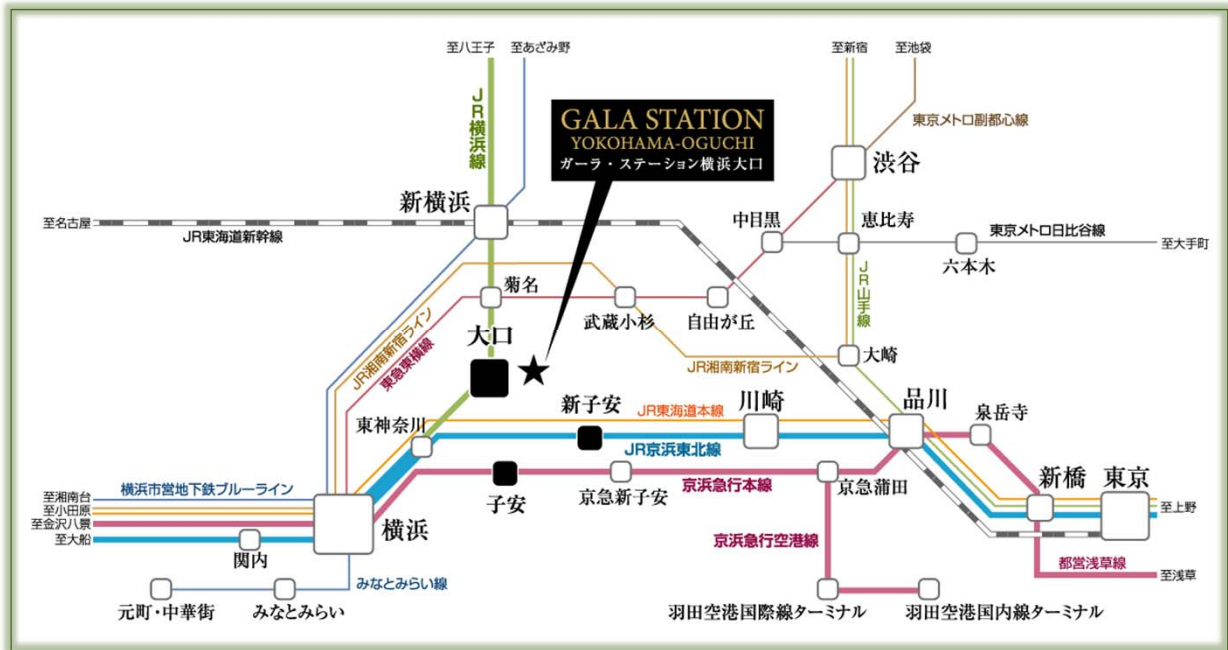 至八王子
至あざみ野
至新宿
至池袋
JR横浜線
GALA STATION
YOKOHAMA-OGUCHI
ガーラ・ステーション横浜大口
東京メトロ副都心線
渋谷
新横浜
至名古屋
JR東海道新幹線
中目黒
恵比寿
東京メトロ日比谷線
至大手町
六本木
JR山手線
菊名
武蔵小杉
自由が丘
大口
JR湘南新宿ライン
東急東横線
JR湘南新宿ライン
大崎
東神奈川
新子安
JR東海道本線
川崎
品川
泉岳寺
JR京浜東北線
子安
京急新子安
京浜急行本線
京急蒲田
新橋
東京
至湘南台
横浜市営地下鉄ブルーライン
至小田原
至金沢八景
至大船
横浜
至上野
関内
京浜急行空港線
都営浅草線
至浅草
みなとみらい線
元町・中華街
みなとみらい
羽田空港国際線ターミナル
羽田空港国内線ターミナル